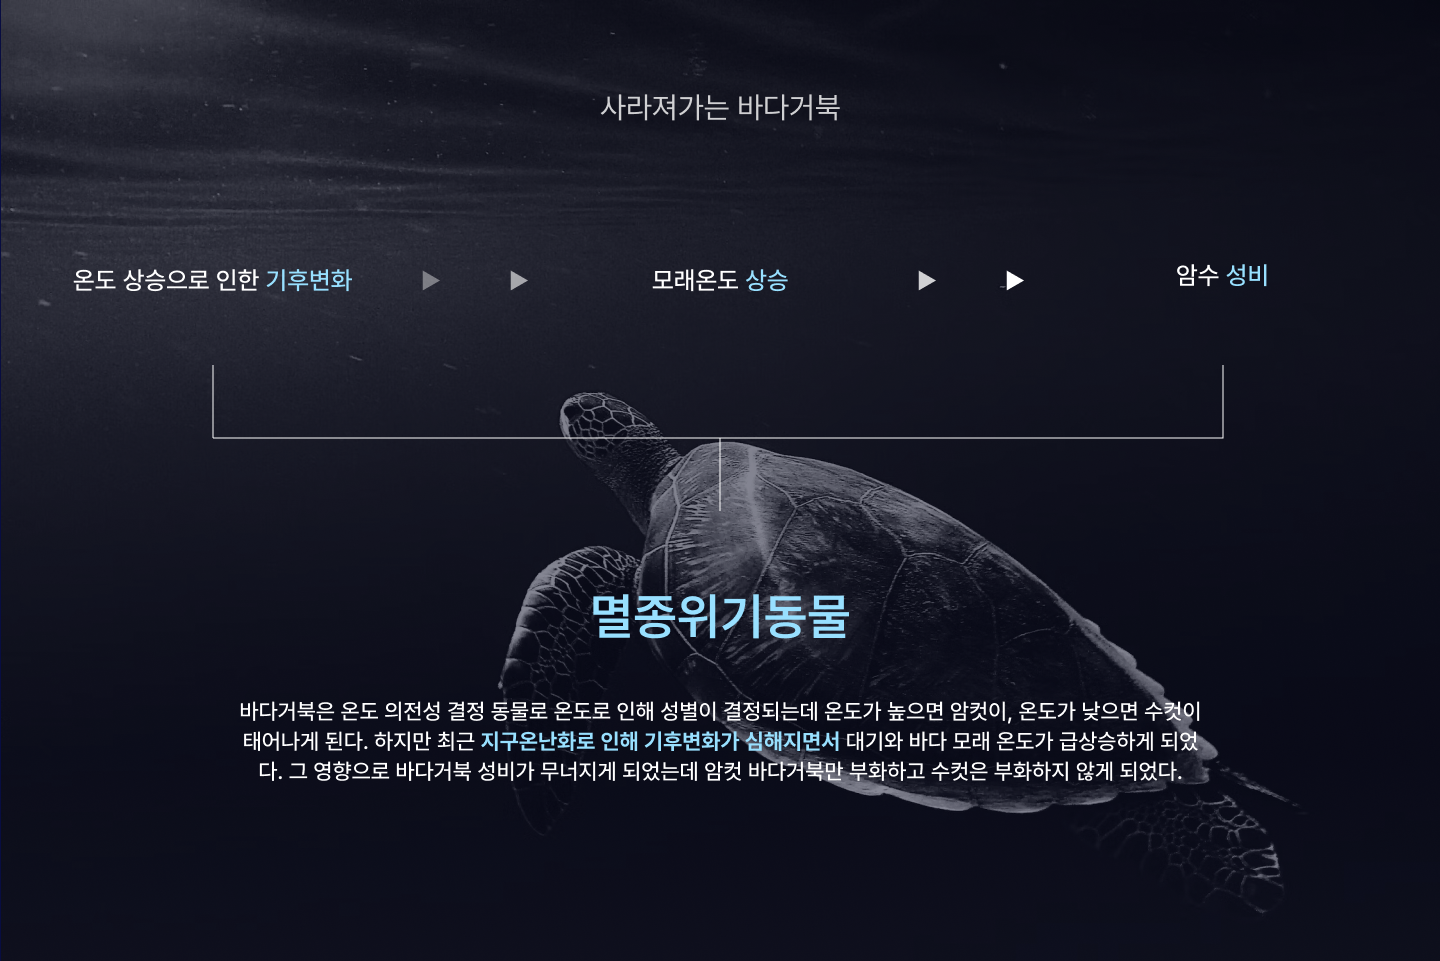 사라져가는 바다거북
온도 상승으로 인한 기후변화
모래온도 상승
암수 성비
멸종위기동물
바다거북은 온도 의전성 결정 동물로 온도로 인해 성별이 결정되는데 온도가 높으면 암컷이, 온도가 낮으면 수컷이
태어나게 된다. 하지만 최근 지구온난화로 인해 기후변화가 심해지면서 대기와 바다 모래 온도가 급상승하게 되었
다. 그 영향으로 바다거북 성비가 무너지게 되었는데 암컷 바다거북만 부화하고 수컷은 부화하지 않게 되었다.